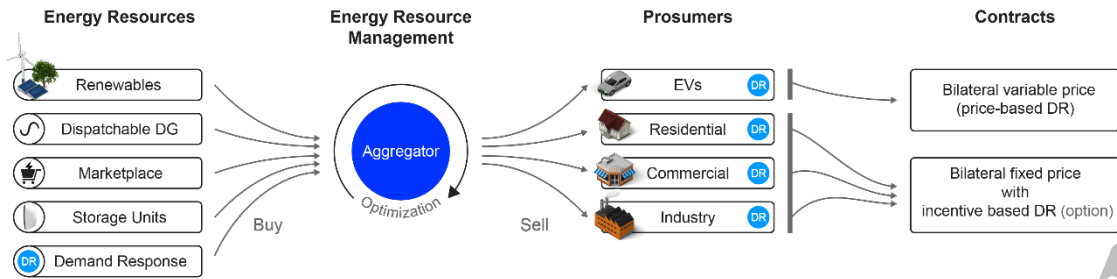 Energy Resources
Energy Resource
Management
Prosumers
Contracts
Renewables
Dispatchable DG
Marketplace
Storage Units
DR
Demand Response
Buy
Aggregator
Optimization
Sell
EVs
DR
Residential
DR
Commercial
DR
Industry
DR
Bilateral variable price
(price-based DR)
Bilateral fixed price
with
incentive based DR (option)